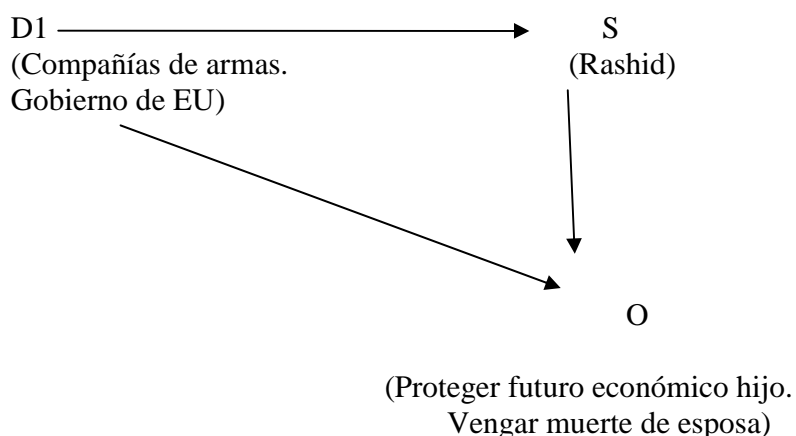 D1 S
(Compañías de armas. (Rashid)
Gobierno de EU)
O
(Proteger futuro económico hijo.
Vengar muerte de esposa)